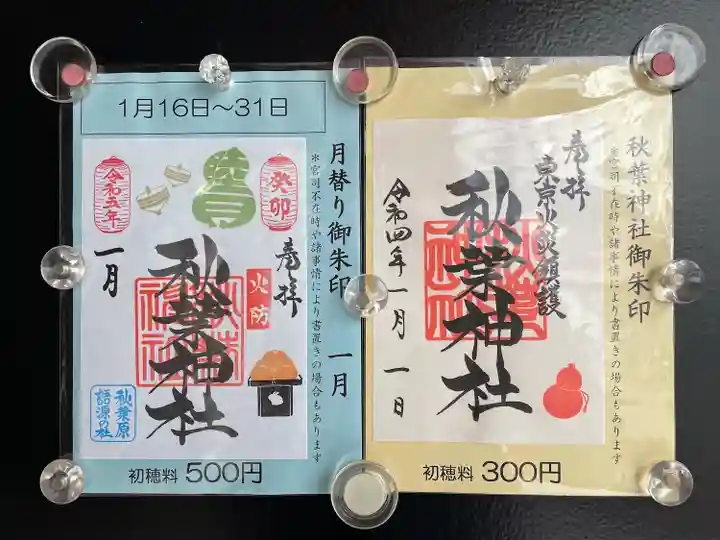 1月16日～31日
月替り御朱印 一月
※宮司不在時や諸事情により書置きの場合もあります
癸卯
令和五年
奉拝
火防
秋葉神社
一月
秋葉原
語源の社
初穂料 500円
秋葉神社御朱印
※宮司不在時や諸事情により書置きの場合もあります
奉拝
東京火災鎮護
秋葉神社
令和四年一月一日
初穂料 300円